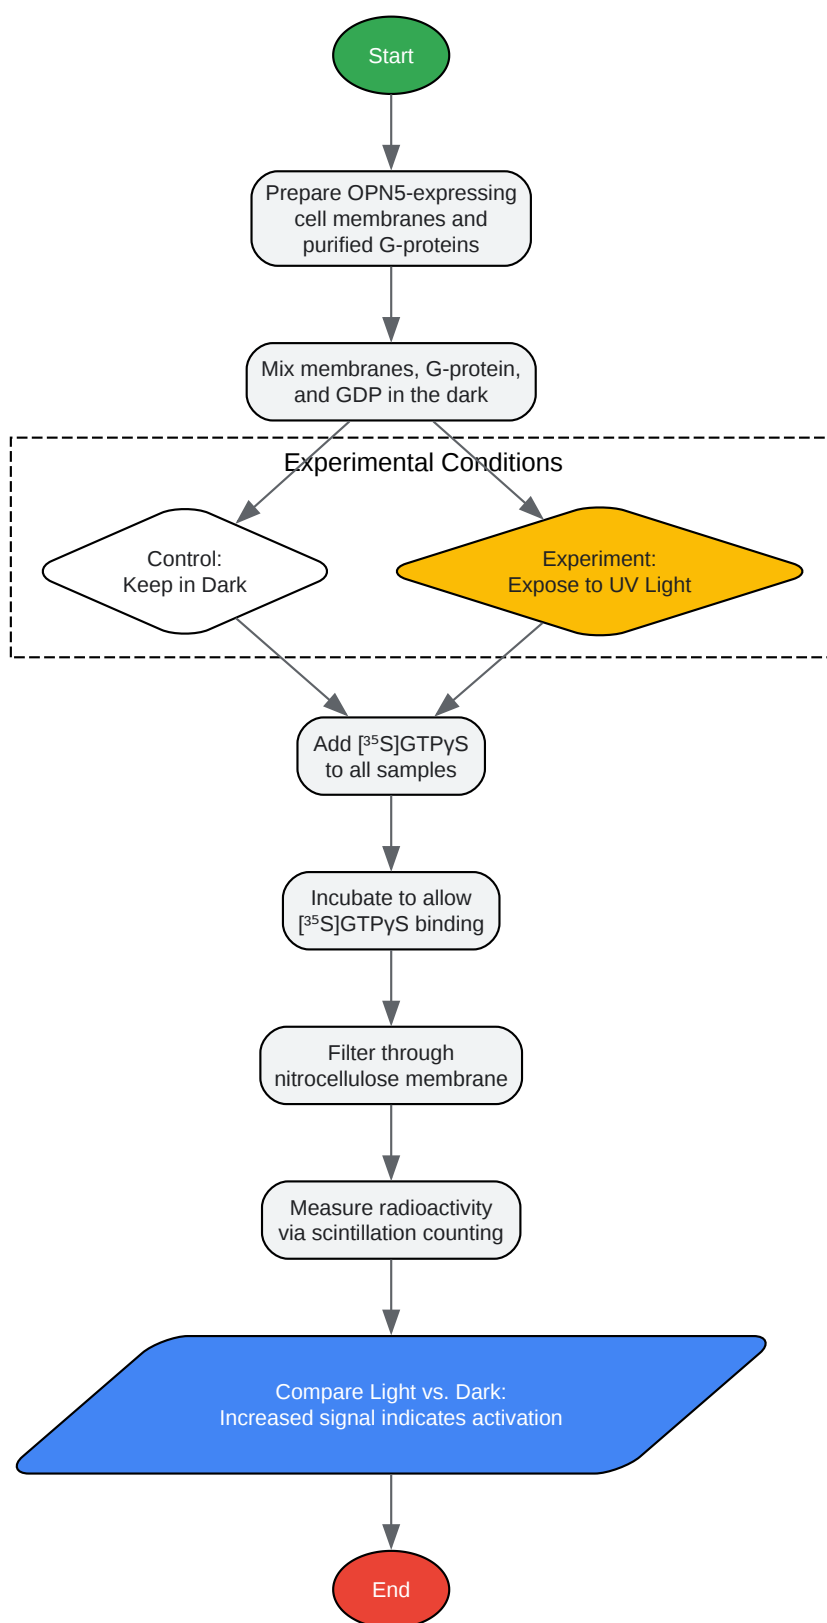 Start
Prepare OPN5-expressing
cell membranes and
purified G-proteins
Mix membranes, G-protein,
and GDP in the dark
Experimental Conditions
Control:
Keep in Dark
Experiment:
Expose to UV Light
Add [³⁵S]GTPγS
to all samples
Incubate to allow
[³⁵S]GTPγS binding
Filter through
nitrocellulose membrane
Measure radioactivity
via scintillation counting
Compare Light vs. Dark:
Increased signal indicates activation
End